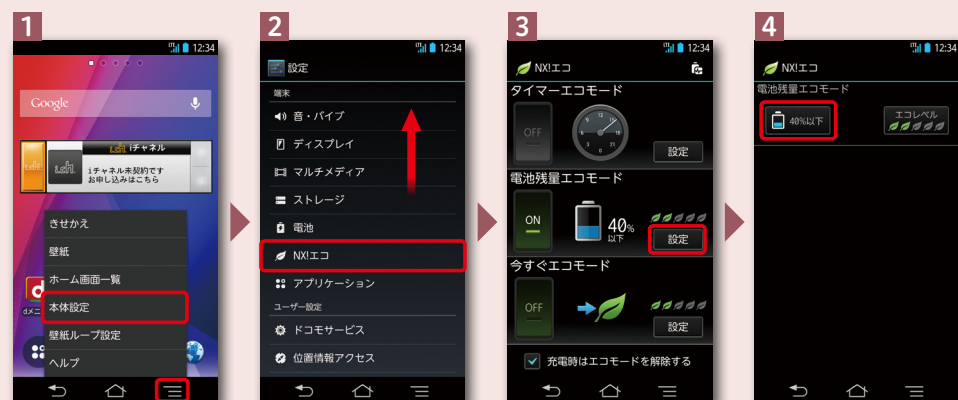 1
12:34
Google
iチャネル
i.ch.
i.ch.
iチャネル未契約です
お申し込みはこちら
きせかえ
壁紙
ホーム画面一覧
本体設定
壁紙ループ設定
ヘルプ
dメニ
2
12:34
設定
端末
音・バイブ
ディスプレイ
マルチメディア
ストレージ
電池
NX!エコ
アプリケーション
ユーザー設定
ドコモサービス
位置情報アクセス
3
12:34
NX!エコ
タイマーエコモード
OFF
設定
電池残量エコモード
ON
40%
以下
設定
今すぐエコモード
OFF
設定
充電時はエコモードを解除する
4
12:34
NX!エコ
電池残量エコモード
40%以下
エコレベル